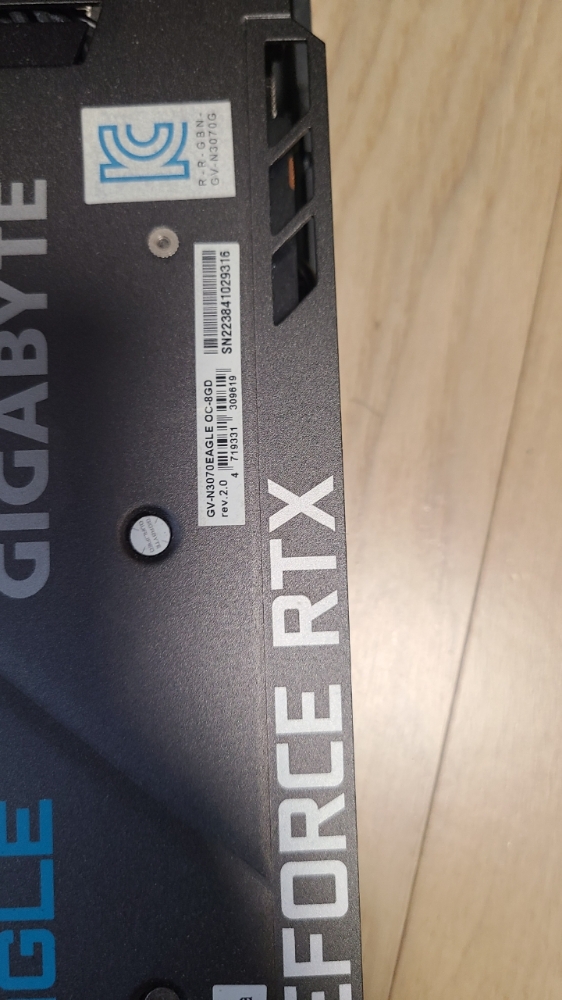 R-R-GBN-
GV-N3070G
GIGABYTE
SN223841029316
GV-N3070EAGLE OC-8GD
rev.2.0
4 719331 309619
EFORCE RTX
GLE